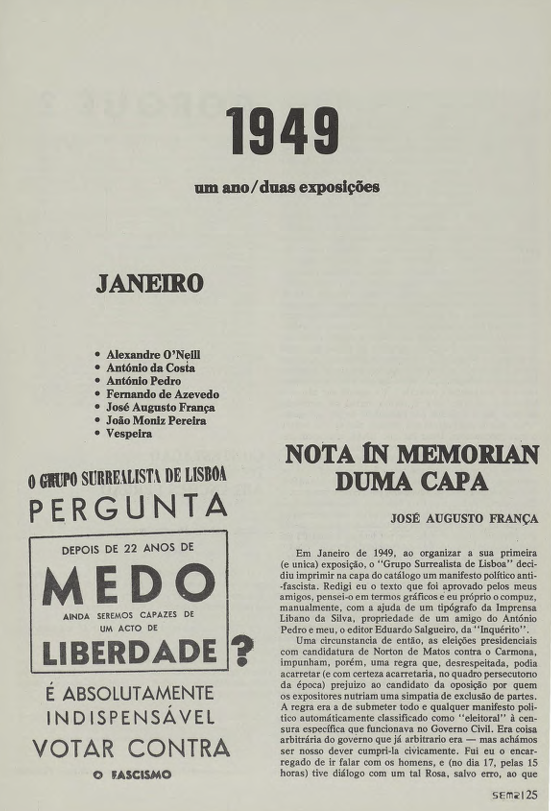 1949
um ano/duas exposições
JANEIRO
• Alexandre O'Neill
• António da Costa
• António Pedro
• Fernando de Azevedo
• José Augusto França
• João Moniz Pereira
• Vespeira
O GRUPO SURREALISTA DE LISBOA
PERGUNTA
DEPOIS DE 22 ANOS DE
MEDO
AINDA SEREMOS CAPAZES DE
UM ACTO DE
LIBERDADE ?
É ABSOLUTAMENTE
INDISPENSÁVEL
VOTAR CONTRA
O FASCISMO
NOTA ÍN MEMORIAN
DUMA CAPA
JOSÉ AUGUSTO FRANÇA
Em Janeiro de 1949, ao organizar a sua primeira
(e unica) exposição, o "Grupo Surrealista de Lisboa" deci-
diu imprimir na capa do catálogo um manifesto político anti-
-fascista. Redigi eu o texto que foi aprovado pelos meus
amigos, pensei-o em termos gráficos e eu próprio o compuz,
manualmente, com a ajuda de um tipógrafo da Imprensa
Libano da Silva, propriedade de um amigo do António
Pedro e meu, o editor Eduardo Salgueiro, da "Inquérito".
Uma circunstancia de então, as eleições presidenciais
com candidatura de Norton de Matos contra o Carmona,
impunham, porém, uma regra que, desrespeitada, podia
acarretar (e com certeza acarretaria, no quadro persecutorio
da época) prejuizo ao candidato da oposição por quem
os expositores nutriam uma simpatia de exclusão de partes.
A regra era a de submeter todo e qualquer manifesto poli-
tico automáticamente classificado como "eleitoral" à cen-
sura específica que funcionava no Governo Civil. Era coisa
arbitrária do governo que já arbitrario era — mas achámos
ser nosso dever cumpri-la civicamente. Fui eu o encar-
regado de ir falar com os homens, e (no dia 17, pelas 15
horas) tive diálogo com um tal Rosa, salvo erro, ao que
SEMA | 25